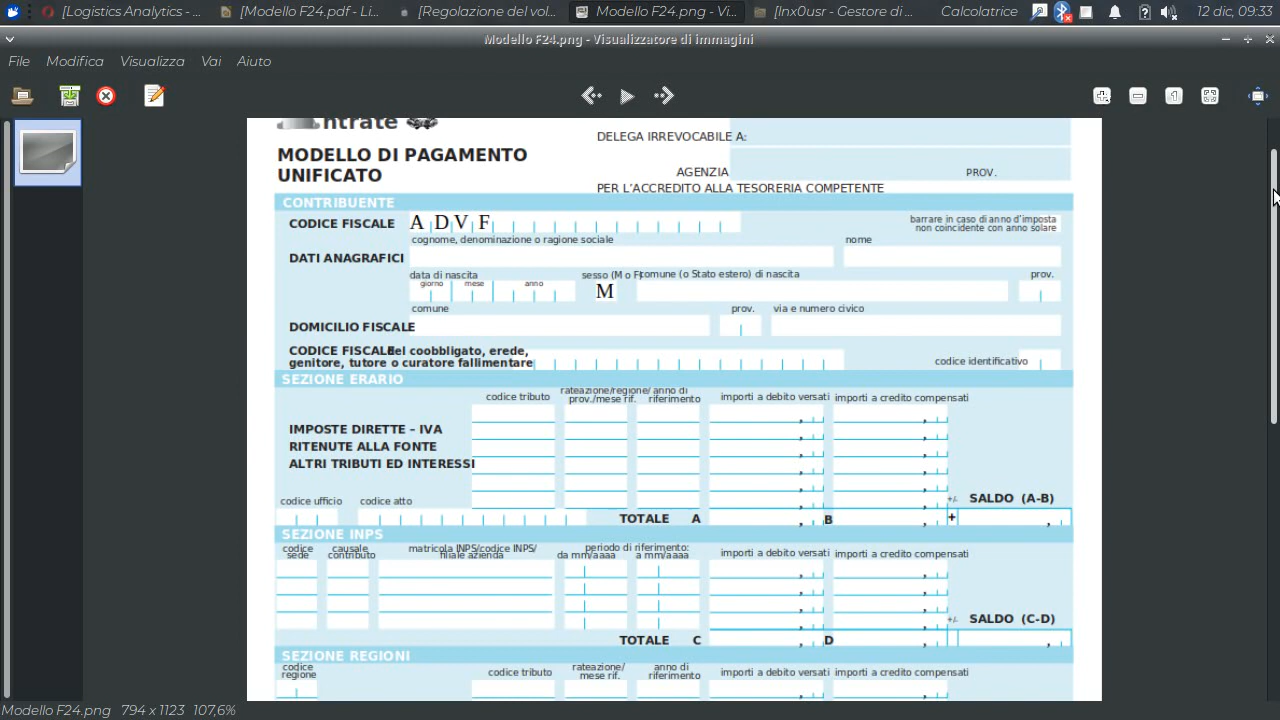 [Logistics Analytics - ... [Modello F24.pdf - Li... [Regolazione del vol... Modello F24.png - Vi... [lnx0usr - Gestore di ... Calcolatrice 12 dic, 09:33
Modello F24.png - Visualizzatore di immagini
File Modifica Visualizza Vai Aiuto
ntrate
DELEGA IRREVOCABILE A:
MODELLO DI PAGAMENTO
UNIFICATO
AGENZIA PROV.
PER L'ACCREDITO ALLA TESORERIA COMPETENTE
CONTRIBUENTE
CODICE FISCALE A D V F barrare in caso di anno d'imposta
non coincidente con anno solare
cognome, denominazione o ragione sociale nome
DATI ANAGRAFICI
data di nascita sesso (M o F) comune (o Stato estero) di nascita prov.
giorno mese anno
M
comune prov. via e numero civico
DOMICILIO FISCALE
CODICE FISCALE del coobbligato, erede,
genitore, tutore o curatore fallimentare codice identificativo
SEZIONE ERARIO
codice tributo rateazione/regione/ prov./mese rif. anno di riferimento importi a debito versati importi a credito compensati
IMPOSTE DIRETTE – IVA
RITENUTE ALLA FONTE
ALTRI TRIBUTI ED INTERESSI
codice ufficio codice atto +/- SALDO (A-B)
TOTALE A B +
SEZIONE INPS
codice sede causale contributo matricola INPS/codice INPS/ filiale azienda periodo di riferimento: da mm/aaaa a mm/aaaa importi a debito versati importi a credito compensati
+/- SALDO (C-D)
TOTALE C D
SEZIONE REGIONI
codice regione codice tributo rateazione/ mese rif. anno di riferimento importi a debito versati importi a credito compensati
Modello F24.png 794 x 1123 107,6%